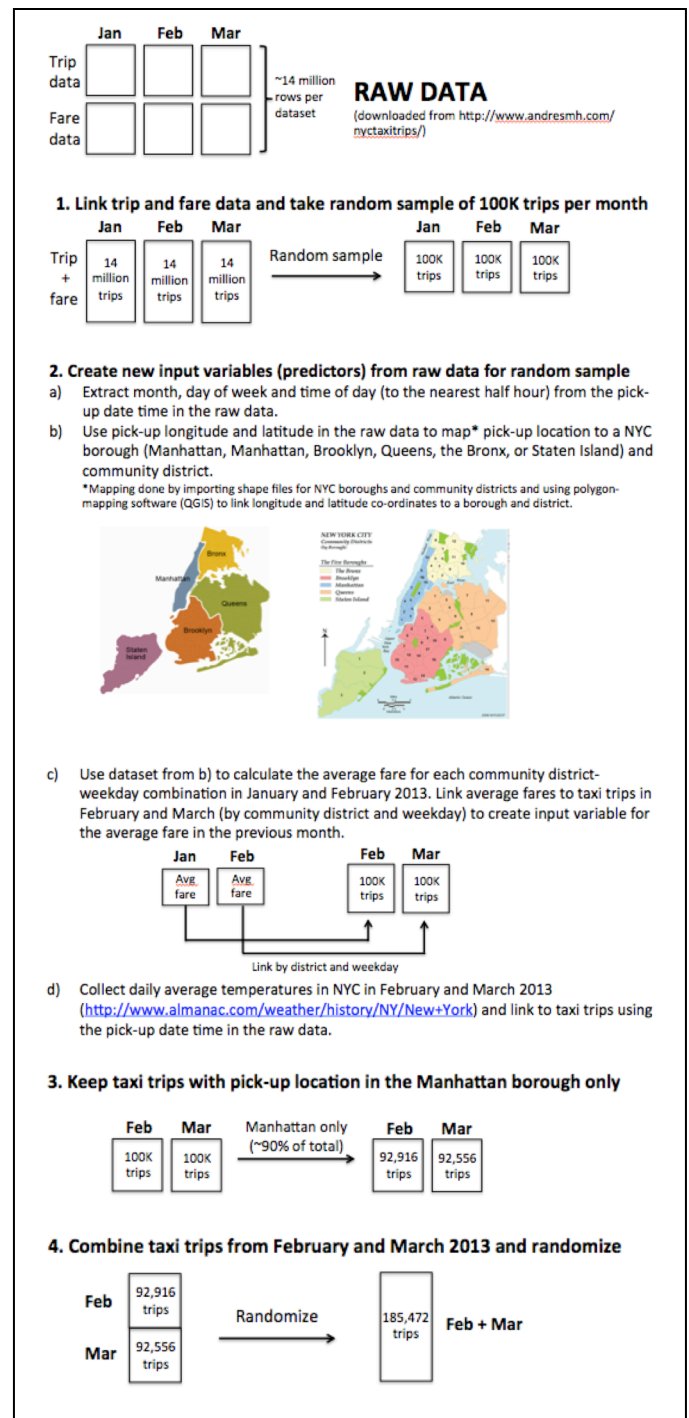 Jan Feb Mar
Trip
data
Fare
data
~14 million
rows per
dataset
RAW DATA
(downloaded from http://www.andresmh.com/
nyctaxitrips/)
1. Link trip and fare data and take random sample of 100K trips per month
Jan Feb Mar
Trip
+
fare
14
million
trips
14
million
trips
14
million
trips
Random sample
Jan Feb Mar
100K
trips
100K
trips
100K
trips
2. Create new input variables (predictors) from raw data for random sample
a) Extract month, day of week and time of day (to the nearest half hour) from the pick-
up date time in the raw data.
b) Use pick-up longitude and latitude in the raw data to map* pick-up location to a NYC
borough (Manhattan, Manhattan, Brooklyn, Queens, the Bronx, or Staten Island) and
community district.
*Mapping done by importing shape files for NYC boroughs and community districts and using polygon-
mapping software (QGIS) to link longitude and latitude co-ordinates to a borough and district.
Bronx
Manhattan
Queens
Brooklyn
Staten
Island
NEW YORK CITY
Community Districts
The Five Boroughs
The Bronx
Brooklyn
Manhattan
Queens
Staten Island
c) Use dataset from b) to calculate the average fare for each community district-
weekday combination in January and February 2013. Link average fares to taxi trips in
February and March (by community district and weekday) to create input variable for
the average fare in the previous month.
Jan Feb
Avg
fare
Avg
fare
Feb Mar
100K
trips
100K
trips
Link by district and weekday
d) Collect daily average temperatures in NYC in February and March 2013
(http://www.almanac.com/weather/history/NY/New+York) and link to taxi trips using
the pick-up date time in the raw data.
3. Keep taxi trips with pick-up location in the Manhattan borough only
Feb Mar
100K
trips
100K
trips
Manhattan only
(~90% of total)
Feb Mar
92,916
trips
92,556
trips
4. Combine taxi trips from February and March 2013 and randomize
Feb
92,916
trips
Mar
92,556
trips
Randomize
185,472
trips
Feb + Mar